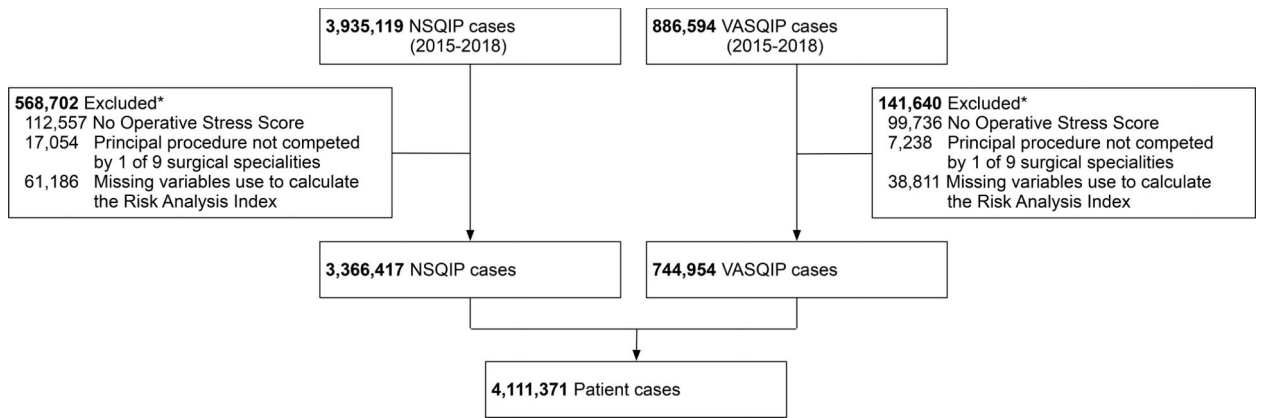 3,935,119 NSQIP cases
(2015-2018)
886,594 VASQIP cases
(2015-2018)
568,702 Excluded*
112,557 No Operative Stress Score
17,054 Principal procedure not competed
by 1 of 9 surgical specialities
61,186 Missing variables use to calculate
the Risk Analysis Index
141,640 Excluded*
99,736 No Operative Stress Score
7,238 Principal procedure not competed
by 1 of 9 surgical specialities
38,811 Missing variables use to calculate
the Risk Analysis Index
3,366,417 NSQIP cases
744,954 VASQIP cases
4,111,371 Patient cases